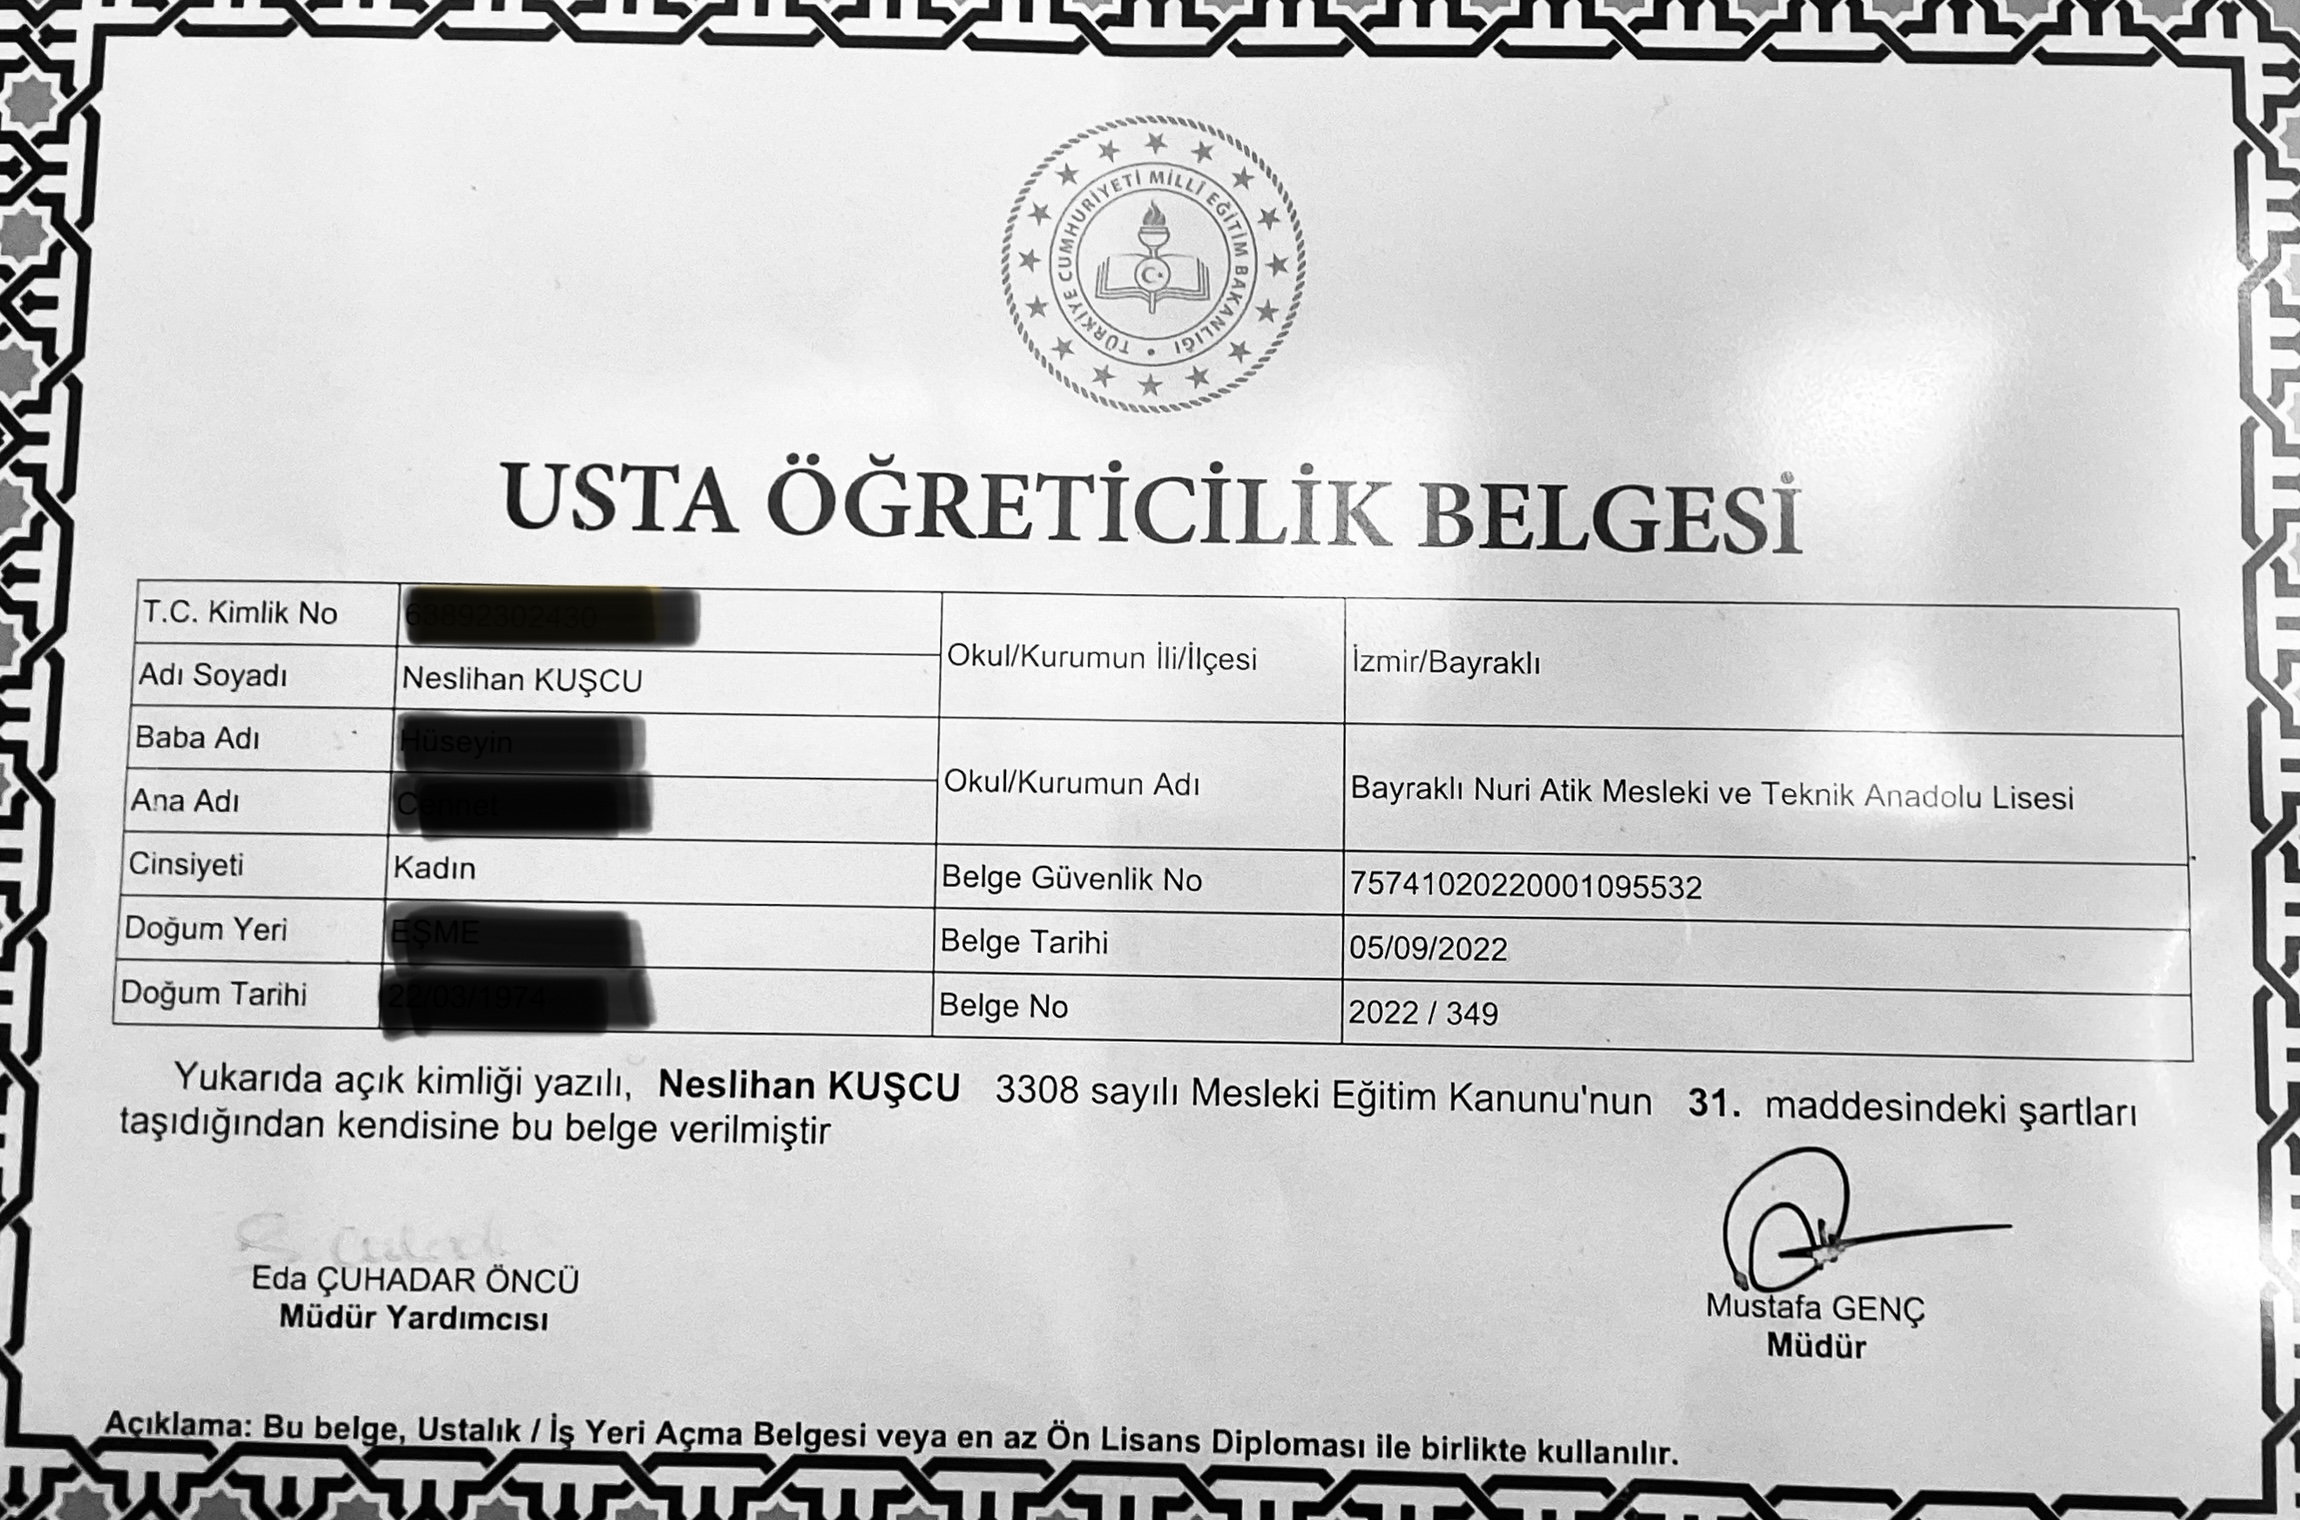 TÜRKİYE CUMHURİYETİ MİLLİ EĞİTİM BAKANLIĞI
USTA ÖĞRETİCİLİK BELGESİ
T.C. Kimlik No
Adı Soyadı Neslihan KUŞCU
Okul/Kurumun İli/İlçesi İzmir/Bayraklı
Baba Adı
Ana Adı
Okul/Kurumun Adı Bayraklı Nuri Atik Mesleki ve Teknik Anadolu Lisesi
Cinsiyeti Kadın Belge Güvenlik No 75741020220001095532
Doğum Yeri Belge Tarihi 05/09/2022
Doğum Tarihi Belge No 2022 / 349
Yukarıda açık kimliği yazılı, Neslihan KUŞCU 3308 sayılı Mesleki Eğitim Kanunu'nun 31. maddesindeki şartları
taşıdığından kendisine bu belge verilmiştir
Eda ÇUHADAR ÖNCÜ
Müdür Yardımcısı
Mustafa GENÇ
Müdür
Açıklama: Bu belge, Ustalık / İş Yeri Açma Belgesi veya en az Ön Lisans Diploması ile birlikte kullanılır.